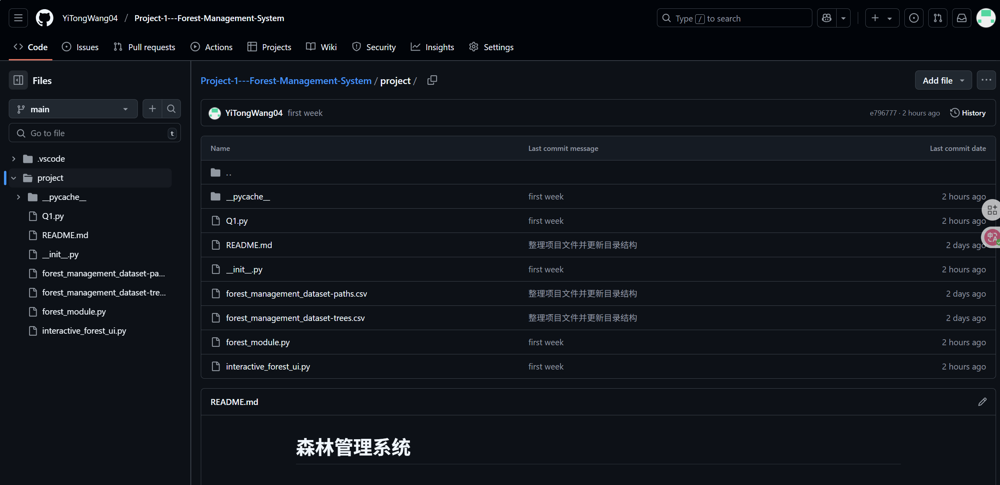 YiTongWang04 / Project-1---Forest-Management-System
Type / to search
Code
Issues
Pull requests
Actions
Projects
Wiki
Security
Insights
Settings
Files
main
Go to file
t
.vscode
project
__pycache__
Q1.py
README.md
__init__.py
forest_management_dataset-pa...
forest_management_dataset-tre...
forest_module.py
interactive_forest_ui.py
Project-1---Forest-Management-System / project /
Add file
YiTongWang04 first week
e796777 · 2 hours ago
History
Name Last commit message Last commit date
..
__pycache__ first week 2 hours ago
Q1.py first week 2 hours ago
README.md 整理项目文件并更新目录结构 2 days ago
__init__.py first week 2 hours ago
forest_management_dataset-paths.csv 整理项目文件并更新目录结构 2 days ago
forest_management_dataset-trees.csv 整理项目文件并更新目录结构 2 days ago
forest_module.py first week 2 hours ago
interactive_forest_ui.py first week 2 hours ago
中A
README.md
森林管理系统